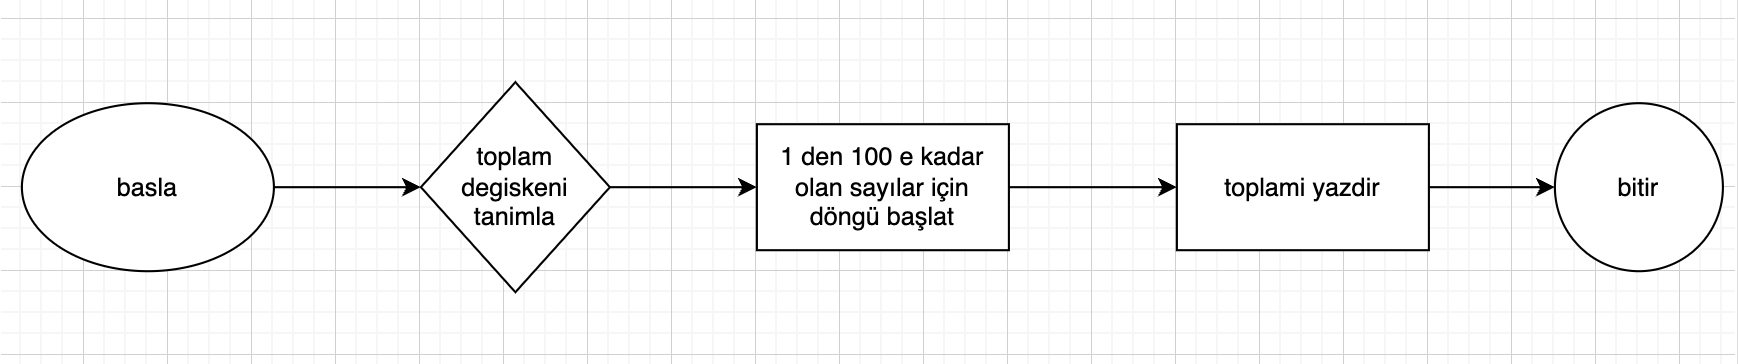 basla
toplam
degiskeni
tanimla
1 den 100 e kadar
olan sayılar için
döngü başlat
toplami yazdir
bitir